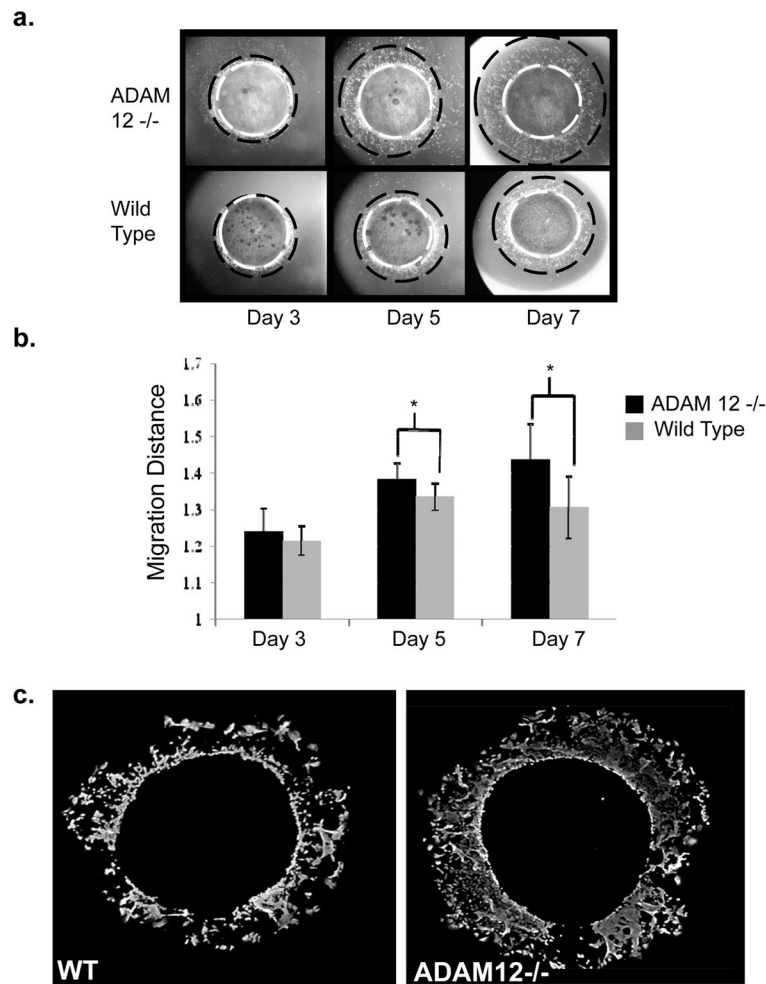 a.
ADAM
12 -/-
Wild
Type
Day 3 Day 5 Day 7
b.
Migration Distance
1.7
1.6
1.5
1.4
1.3
1.2
1.1
1
*
*
ADAM 12 -/-
Wild Type
Day 3 Day 5 Day 7
c.
WT
ADAM12-/-